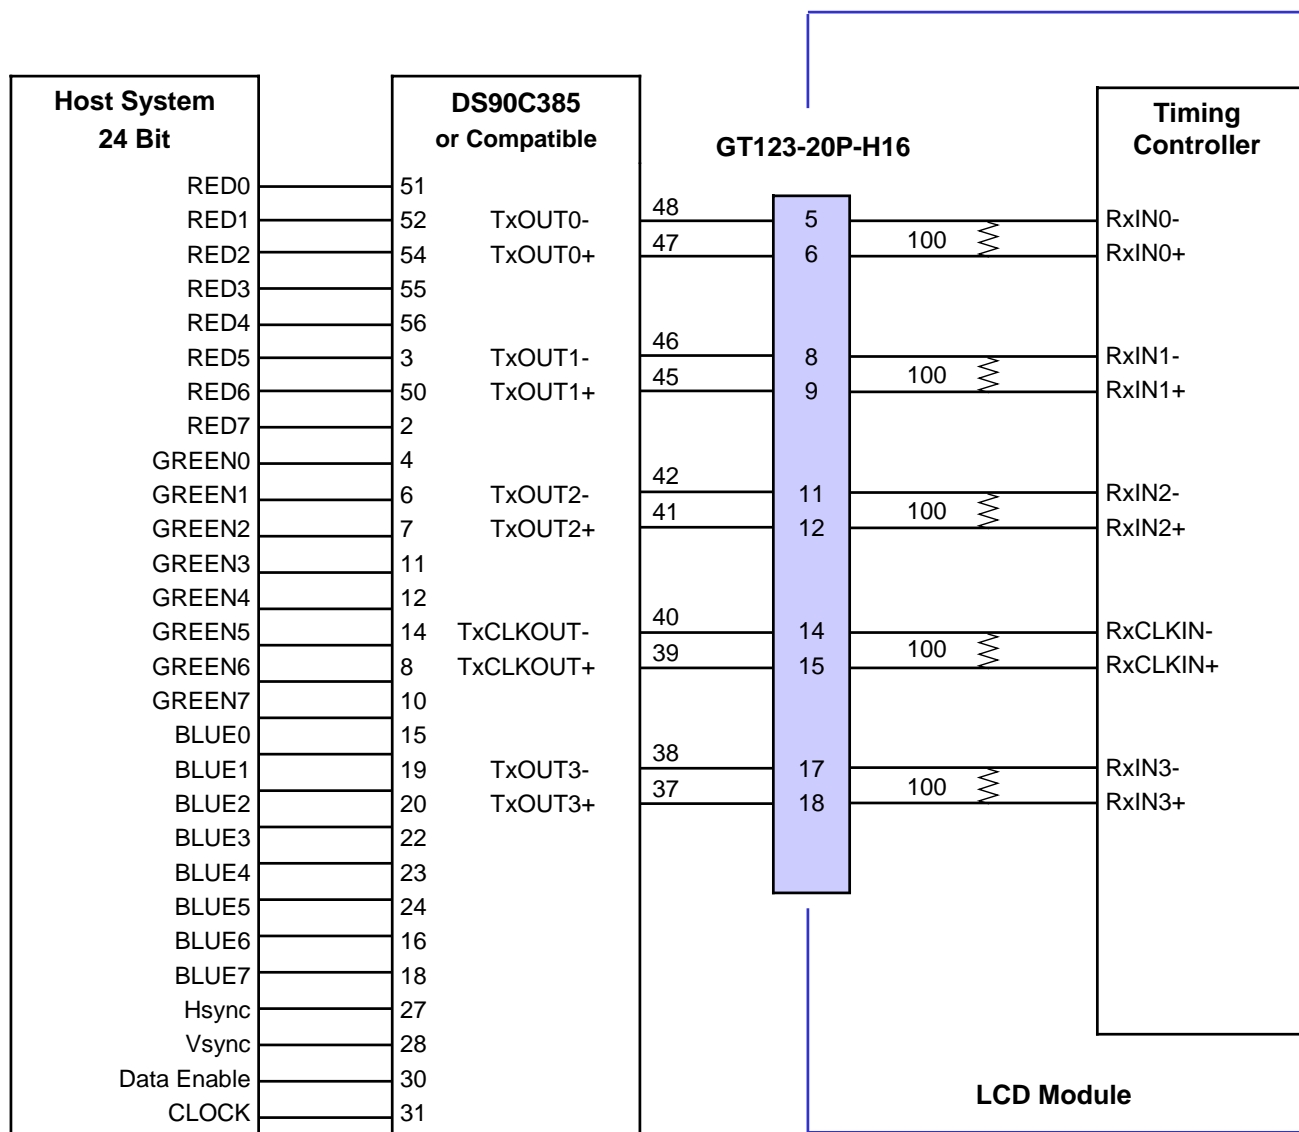 Host System
24 Bit
DS90C385
or Compatible
GT123-20P-H16
Timing
Controller
RED0 51
RED1 52 TxOUT0- 48 5 RxIN0-
RED2 54 TxOUT0+ 47 6 100 RxIN0+
RED3 55
RED4 56
RED5 3 TxOUT1- 46 8 RxIN1-
RED6 50 TxOUT1+ 45 9 100 RxIN1+
RED7 2
GREEN0 4
GREEN1 6 TxOUT2- 42 11 RxIN2-
GREEN2 7 TxOUT2+ 41 12 100 RxIN2+
GREEN3 11
GREEN4 12
GREEN5 14 TxCLKOUT- 40 14 RxCLKIN-
GREEN6 8 TxCLKOUT+ 39 15 100 RxCLKIN+
GREEN7 10
BLUE0 15
BLUE1 19 TxOUT3- 38 17 RxIN3-
BLUE2 20 TxOUT3+ 37 18 100 RxIN3+
BLUE3 22
BLUE4 23
BLUE5 24
BLUE6 16
BLUE7 18
Hsync 27
Vsync 28
Data Enable 30
CLOCK 31
LCD Module